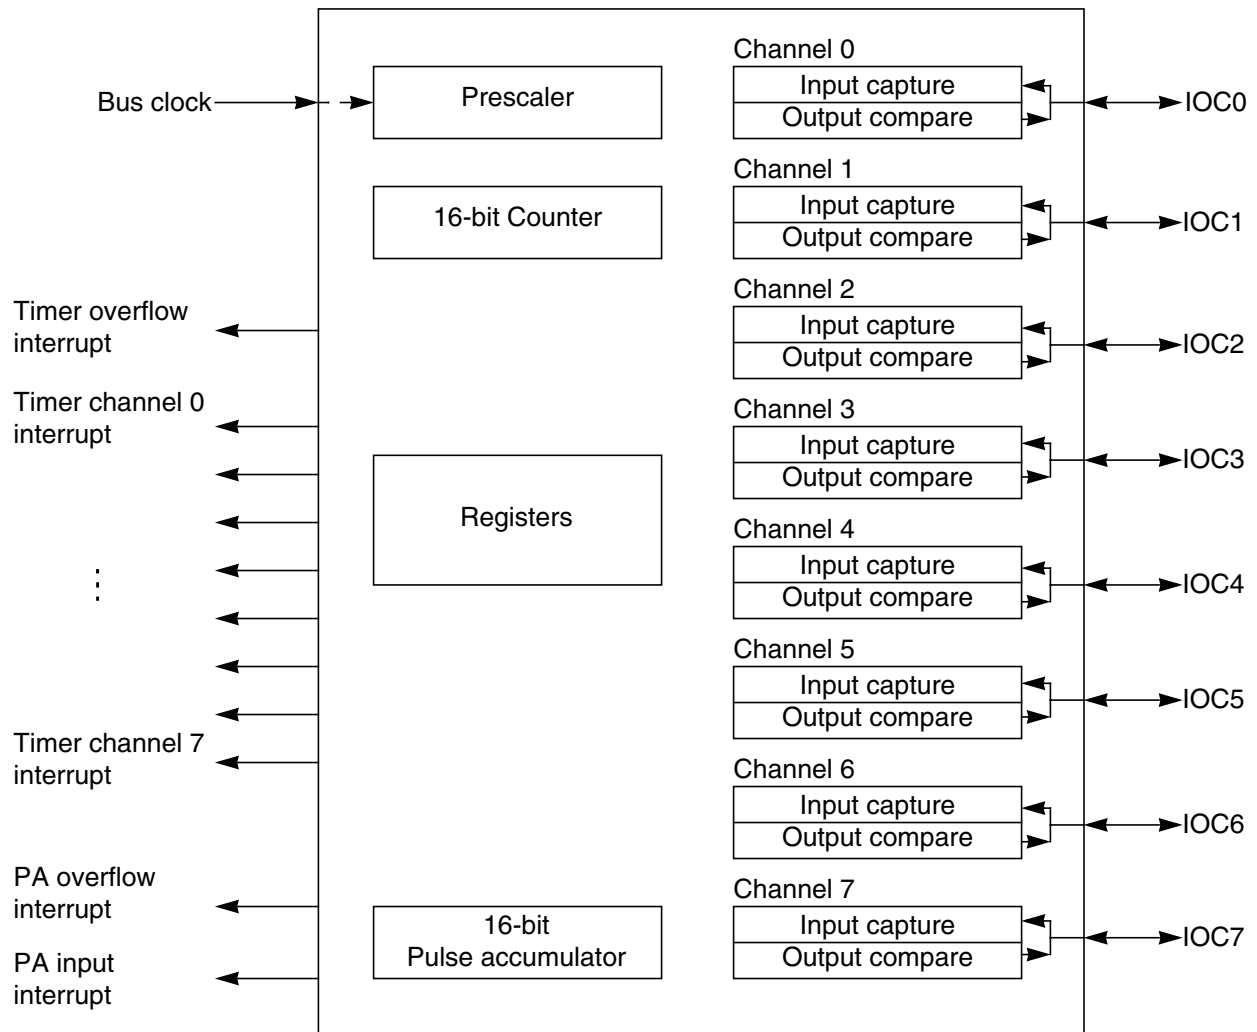 Bus clock
Prescaler
16-bit Counter
Timer overflow
interrupt
Timer channel 0
interrupt
Registers
Timer channel 7
interrupt
PA overflow
interrupt
PA input
interrupt
16-bit
Pulse accumulator
Channel 0
Input capture
Output compare
IOC0
Channel 1
Input capture
Output compare
IOC1
Channel 2
Input capture
Output compare
IOC2
Channel 3
Input capture
Output compare
IOC3
Channel 4
Input capture
Output compare
IOC4
Channel 5
Input capture
Output compare
IOC5
Channel 6
Input capture
Output compare
IOC6
Channel 7
Input capture
Output compare
IOC7